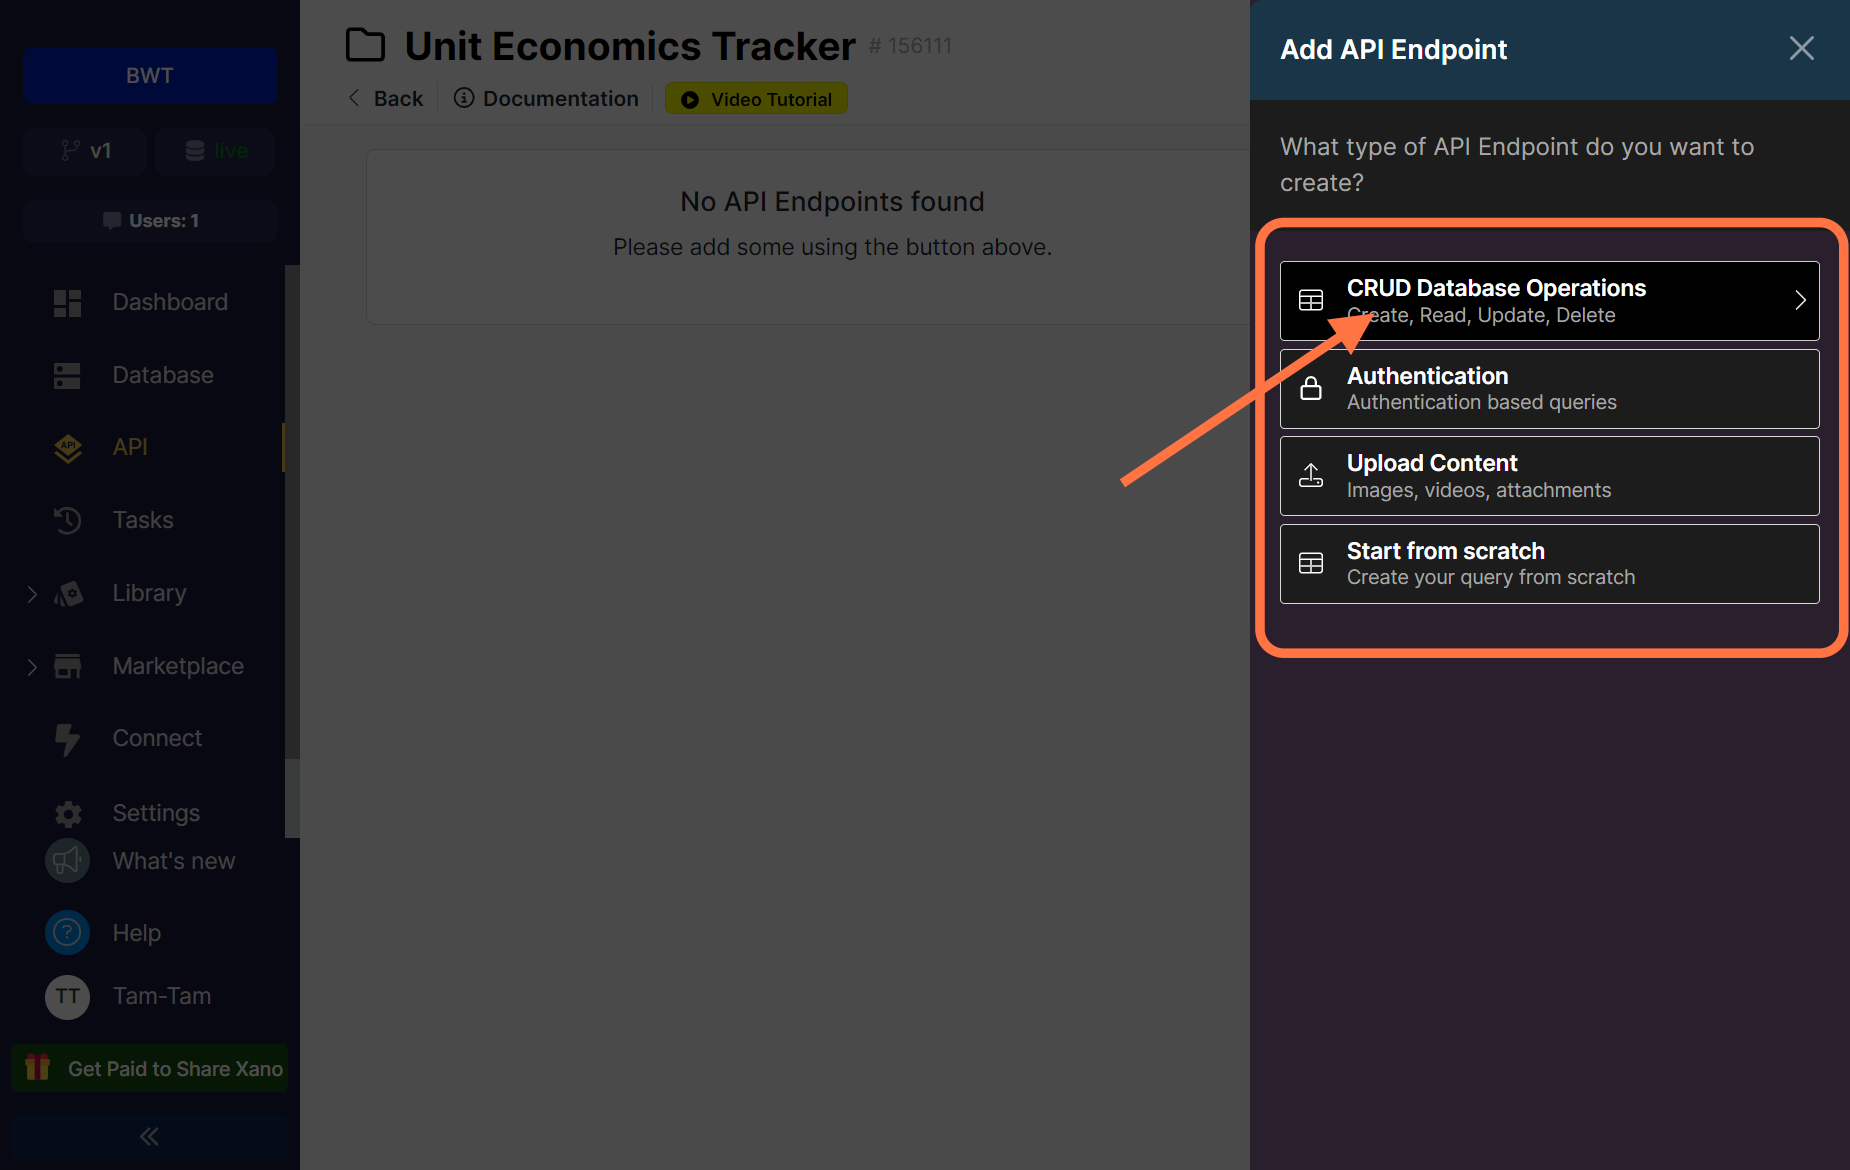 BWT
v1
live
Users: 1
Dashboard
Database
API
API
Tasks
Library
Marketplace
Connect
Settings
What's new
? Help
TT Tam-Tam
Get Paid to Share Xano
Unit Economics Tracker # 156111
Back
Documentation
Video Tutorial
No API Endpoints found
Please add some using the button above.
Add API Endpoint
What type of API Endpoint do you want to
create?
CRUD Database Operations
Create, Read, Update, Delete
Authentication
Authentication based queries
Upload Content
Images, videos, attachments
Start from scratch
Create your query from scratch